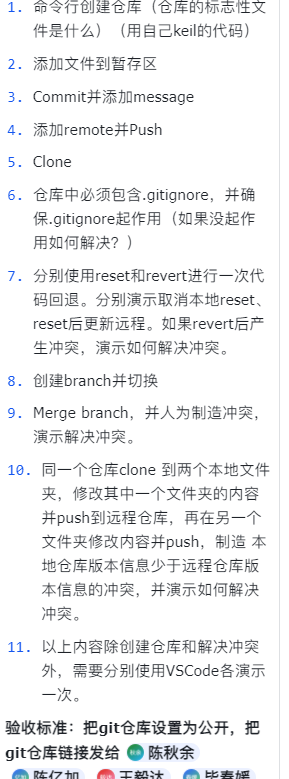 1. 命令行创建仓库（仓库的标志性文
件是什么）（用自己keil的代码）
2. 添加文件到暂存区
3. Commit并添加message
4. 添加remote并Push
5. Clone
6. 仓库中必须包含.gitignore，并确
保.gitignore起作用（如果没起作
用如何解决？）
7. 分别使用reset和revert进行一次代
码回退。分别演示取消本地reset、
reset后更新远程。如果revert后产
生冲突，演示如何解决冲突。
8. 创建branch并切换
9. Merge branch，并人为制造冲突，
演示解决冲突。
10. 同一个仓库clone 到两个本地文件
夹，修改其中一个文件夹的内容
并push到远程仓库，再在另一个
文件夹修改内容并push，制造 本
地仓库版本信息少于远程仓库版
本信息的冲突，并演示如何解决
冲突。
11. 以上内容除创建仓库和解决冲突
外，需要分别使用VSCode各演示
一次。
验收标准：把git仓库设置为公开，把
git仓库链接发给 陈秋余
陈亿加 王毅达 毕春媛